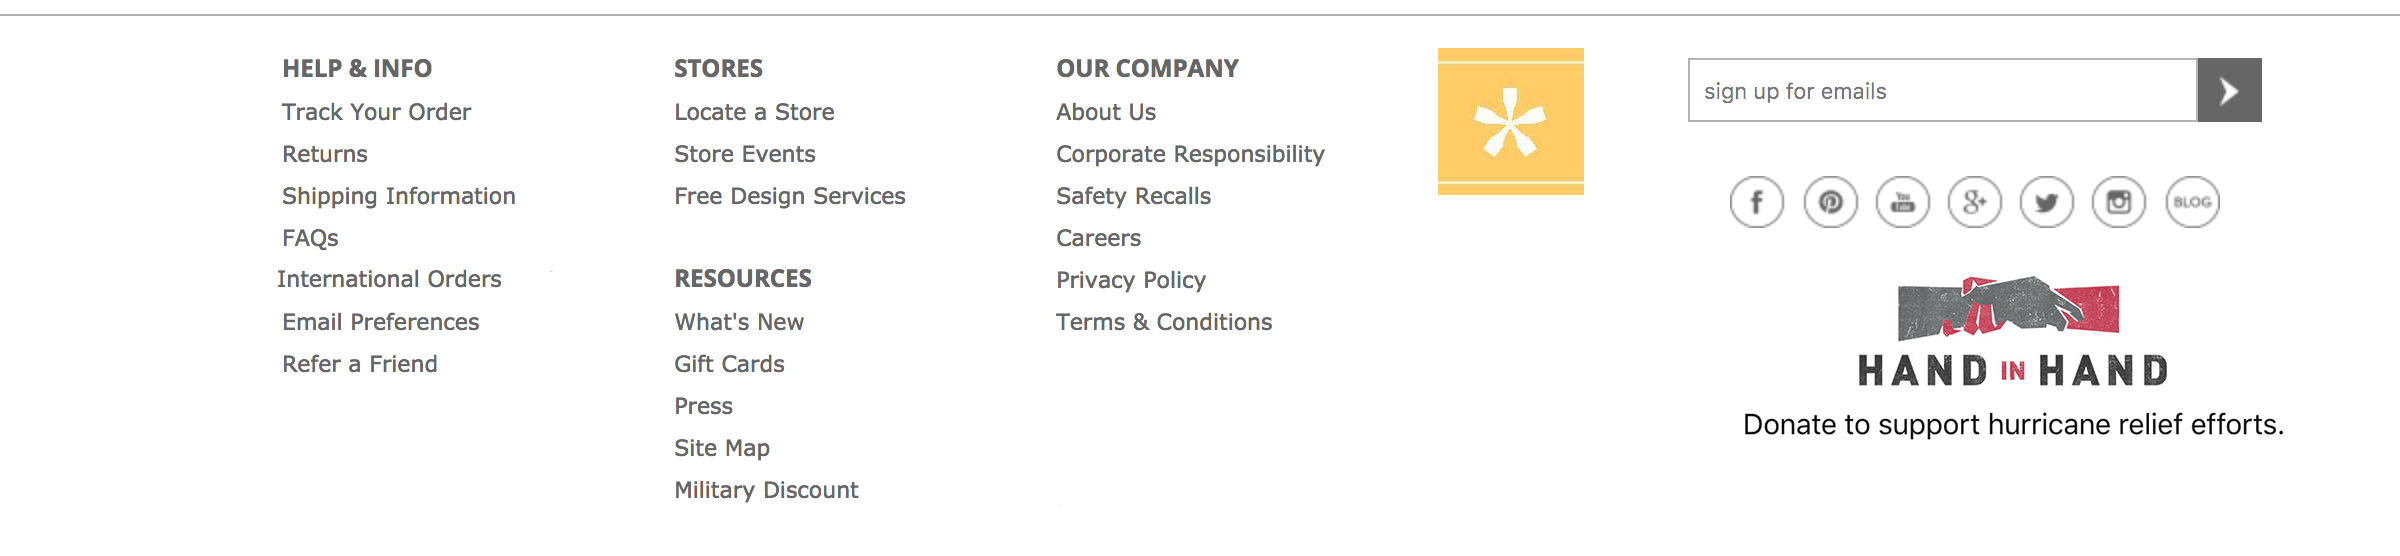 HELP & INFO
Track Your Order
Returns
Shipping Information
FAQs
International Orders
Email Preferences
Refer a Friend
STORES
Locate a Store
Store Events
Free Design Services
RESOURCES
What's New
Gift Cards
Press
Site Map
Military Discount
OUR COMPANY
About Us
Corporate Responsibility
Safety Recalls
Careers
Privacy Policy
Terms & Conditions
sign up for emails
f
You Tube
g+
BLOG
HAND IN HAND
Donate to support hurricane relief efforts.